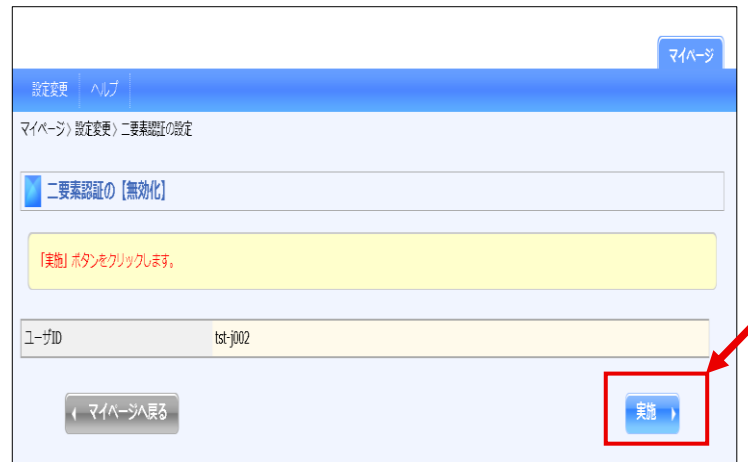 マイページ
設定変更 ヘルプ
マイページ 〉設定変更 〉二要素認証の設定
二要素認証の【無効化】
「実施」ボタンをクリックします。
ユーザID tst-j002
マイページへ戻る 実施